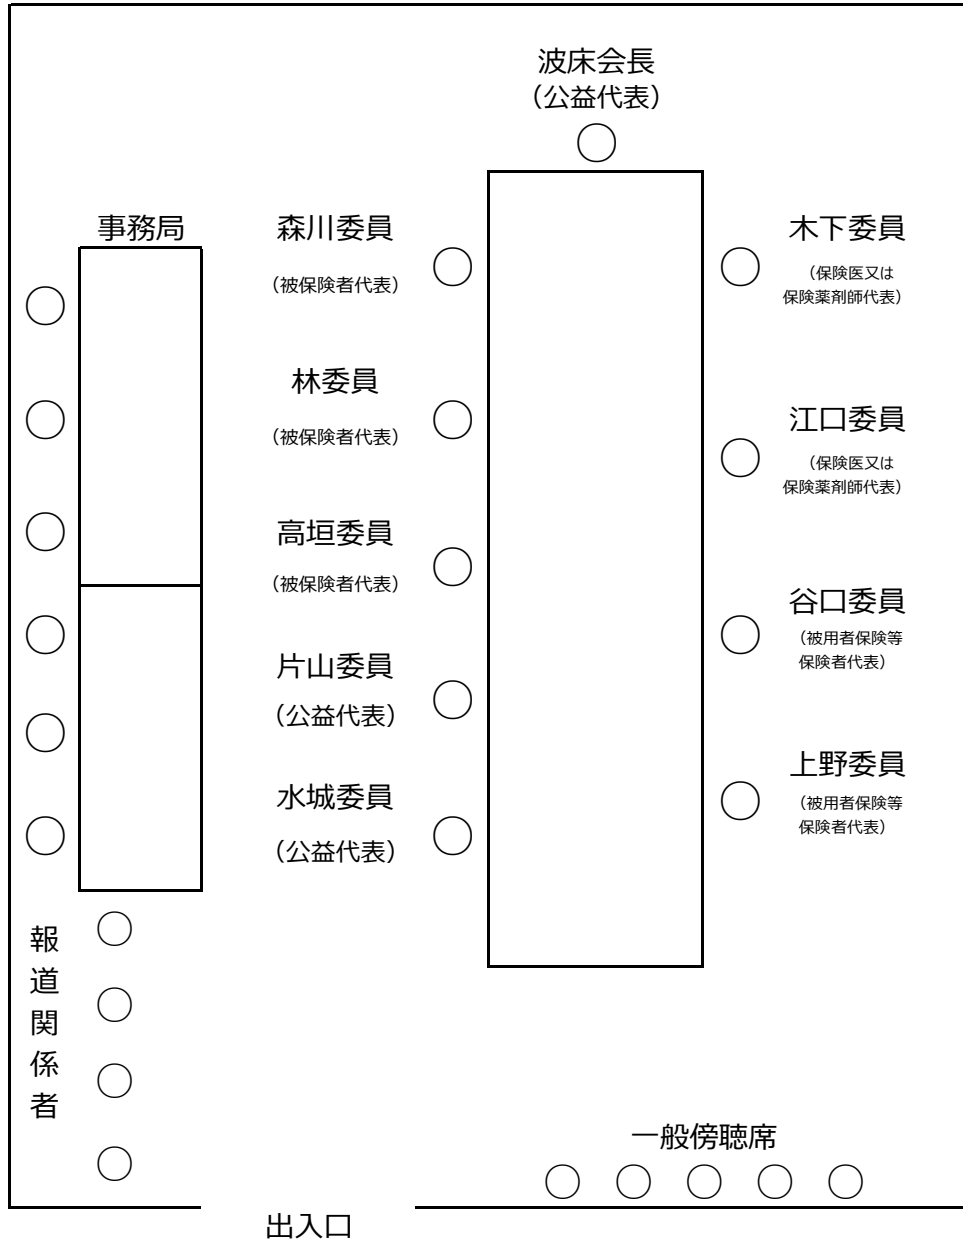 波床会長
（公益代表）
事務局
森川委員
（被保険者代表）
林委員
（被保険者代表）
高垣委員
（被保険者代表）
片山委員
（公益代表）
水城委員
（公益代表）
木下委員
（保険医又は
保険薬剤師代表）
江口委員
（保険医又は
保険薬剤師代表）
谷口委員
（被用者保険等
保険者代表）
上野委員
（被用者保険等
保険者代表）
報道関係者
一般傍聴席
出入口